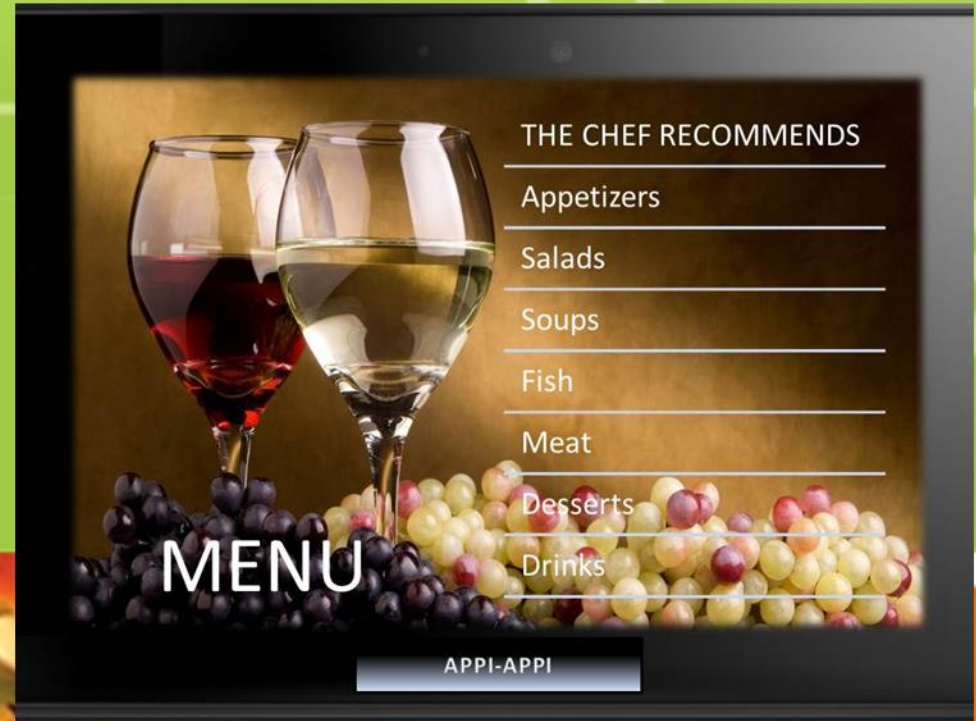 THE CHEF RECOMMENDS
Appetizers
Salads
Soups
Fish
Meat
Desserts
Drinks
MENU
APPI-APPI